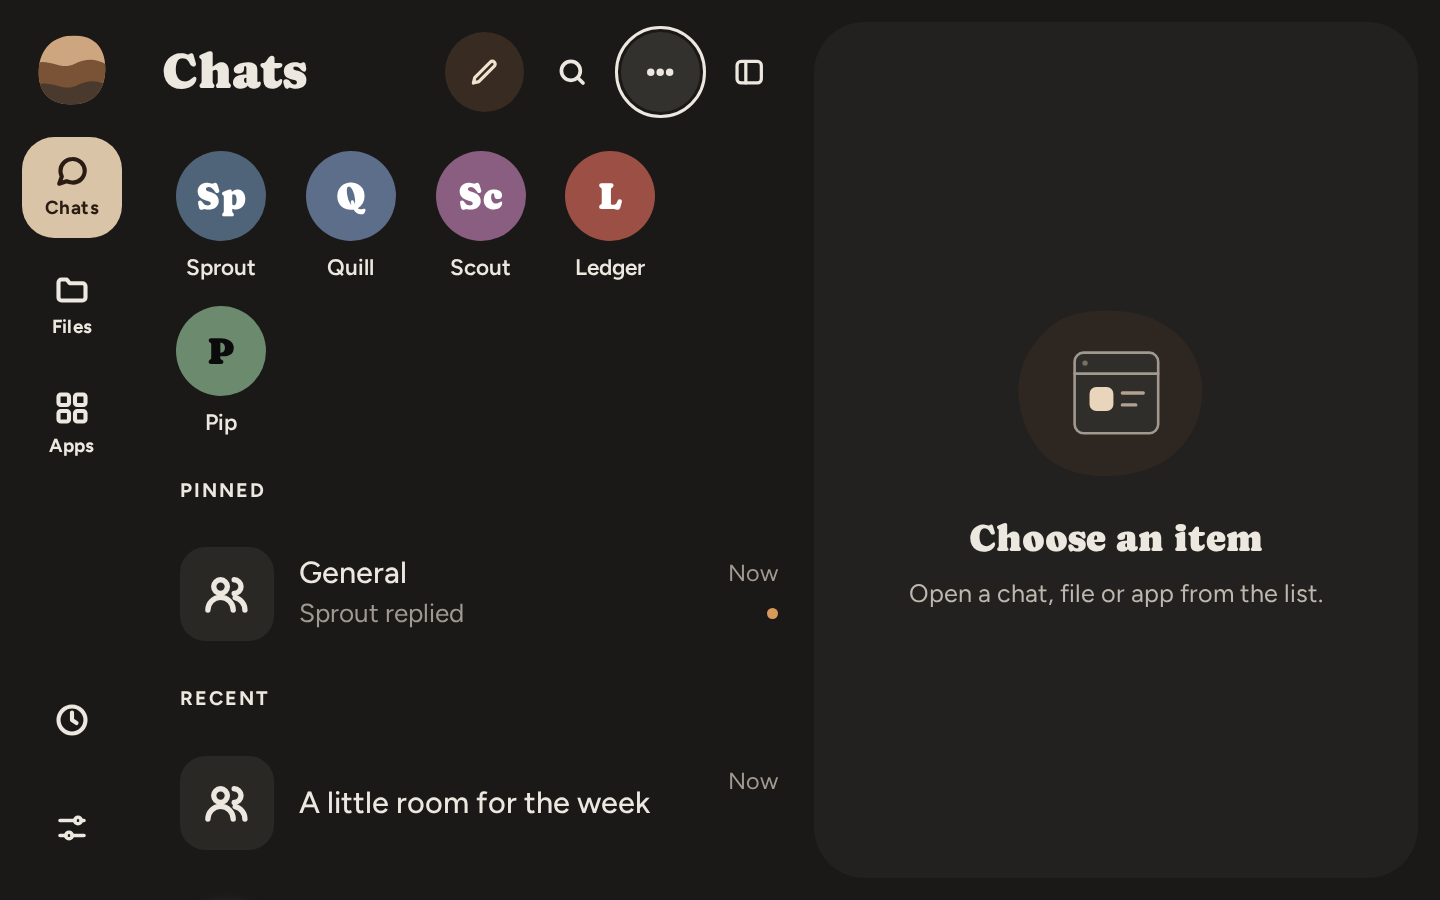 Chats
Chats
Files
Apps
Sp
Sprout
Q
Quill
Sc
Scout
L
Ledger
P
Pip
PINNED
General
Now
Sprout replied
RECENT
A little room for the week
Now
Choose an item
Open a chat, file or app from the list.